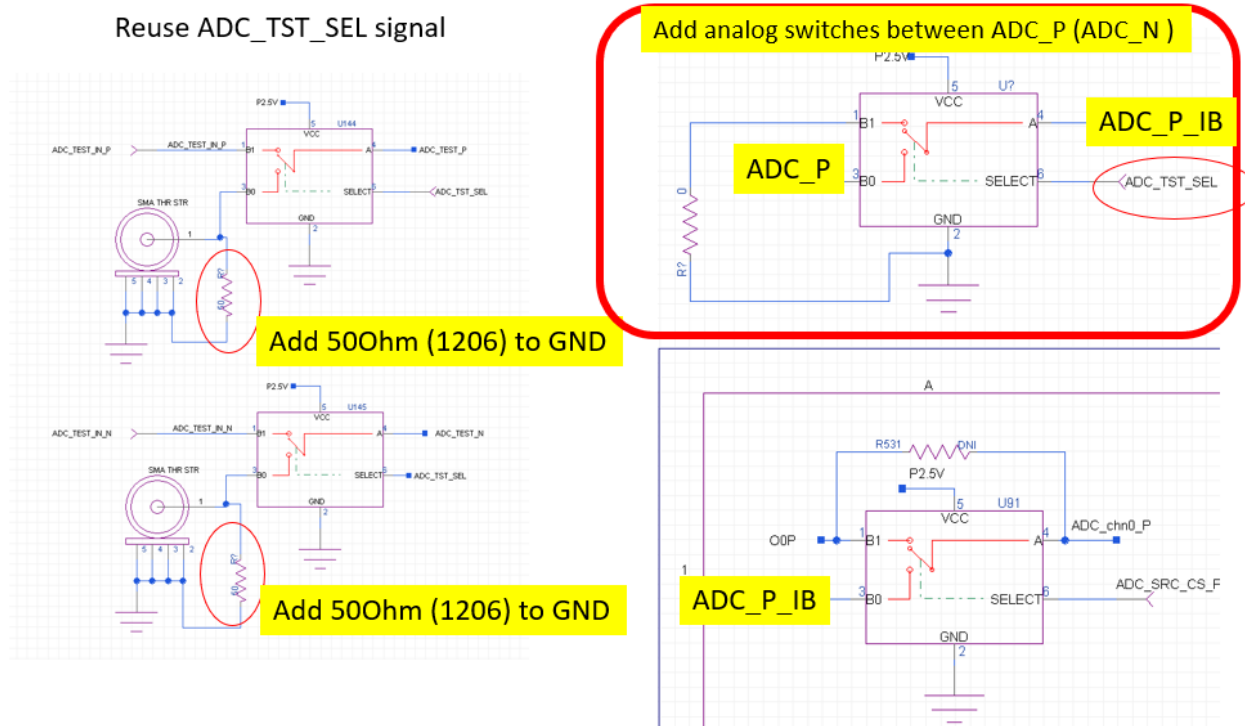 Reuse ADC_TST_SEL signal
P2.5V
5
U144
VCC
ADC_TEST_IN_P
ADC_TEST_IN_P
1
B1
A
4
ADC_TEST_P
3
B0
SELECT
6
ADC_TST_SEL
SMA THR STR
1
GND
2
5 4 3 2
R?
50
Add 50Ohm (1206) to GND
P2.5V
5
U145
VCC
ADC_TEST_IN_N
ADC_TEST_IN_N
1
B1
A
4
ADC_TEST_N
3
B0
SELECT
6
ADC_TST_SEL
SMA THR STR
1
GND
2
5 4 3 2
R?
50
Add 50Ohm (1206) to GND
Add analog switches between ADC_P (ADC_N )
P2.5V
5
U?
VCC
1
B1
A
4
ADC_P_IB
ADC_P
3
B0
SELECT
6
ADC_TST_SEL
0
R?
GND
2
A
R531
DNI
P2.5V
5
U91
VCC
O0P
1
B1
A
4
ADC_chn0_P
1
ADC_P_IB
3
B0
SELECT
6
ADC_SRC_CS_F
GND
2